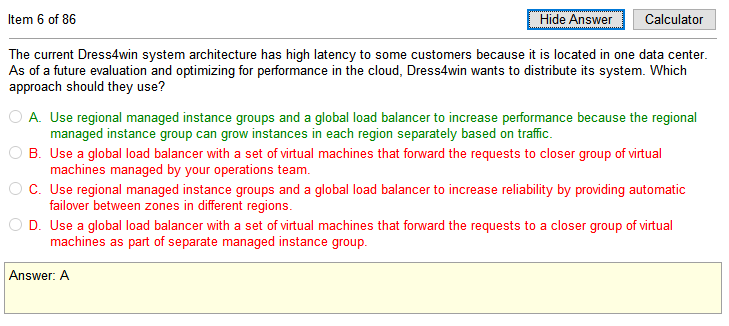 Item 6 of 86
Hide Answer
Calculator
The current Dress4win system architecture has high latency to some customers because it is located in one data center.
As of a future evaluation and optimizing for performance in the cloud, Dress4win wants to distribute its system. Which
approach should they use?
A. Use regional managed instance groups and a global load balancer to increase performance because the regional
managed instance group can grow instances in each region separately based on traffic.
B. Use a global load balancer with a set of virtual machines that forward the requests to closer group of virtual
machines managed by your operations team.
C. Use regional managed instance groups and a global load balancer to increase reliability by providing automatic
failover between zones in different regions.
D. Use a global load balancer with a set of virtual machines that forward the requests to a closer group of virtual
machines as part of separate managed instance group.
Answer: A